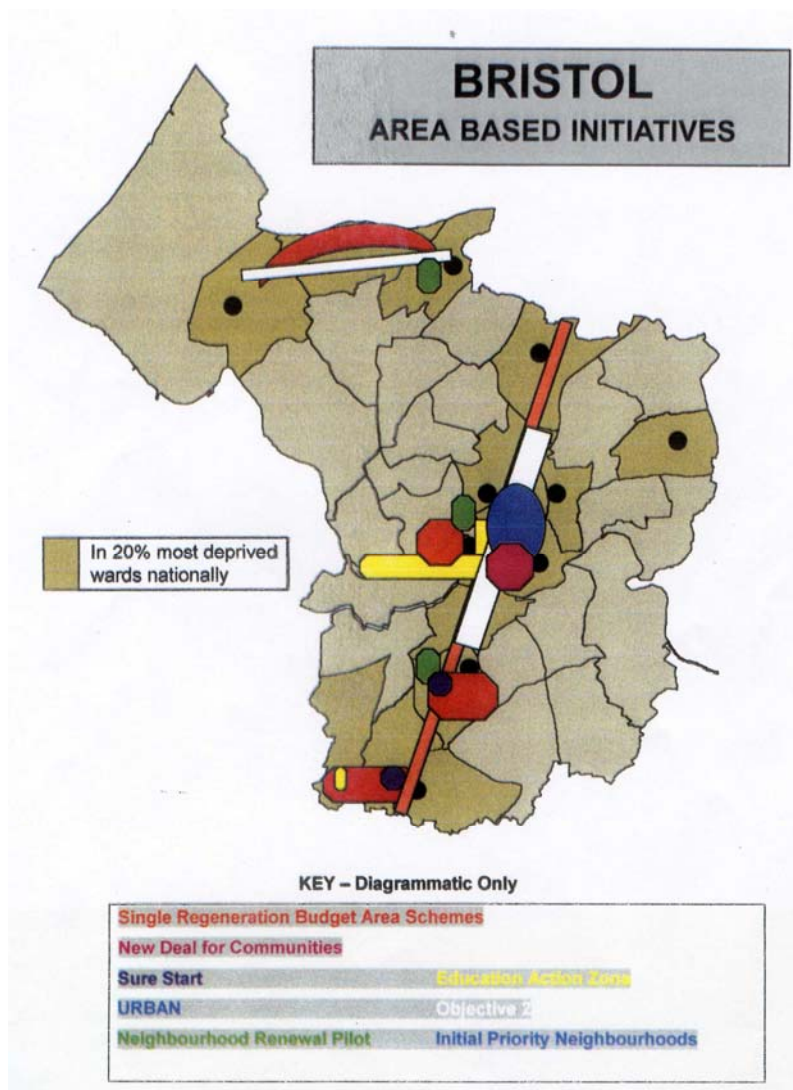 BRISTOL
AREA BASED INITIATIVES
In 20% most deprived
wards nationally
KEY – Diagrammatic Only
Single Regeneration Budget Area Schemes
New Deal for Communities
Sure Start Education Action Zone
URBAN Objective 2
Neighbourhood Renewal Pilot Initial Priority Neighbourhoods